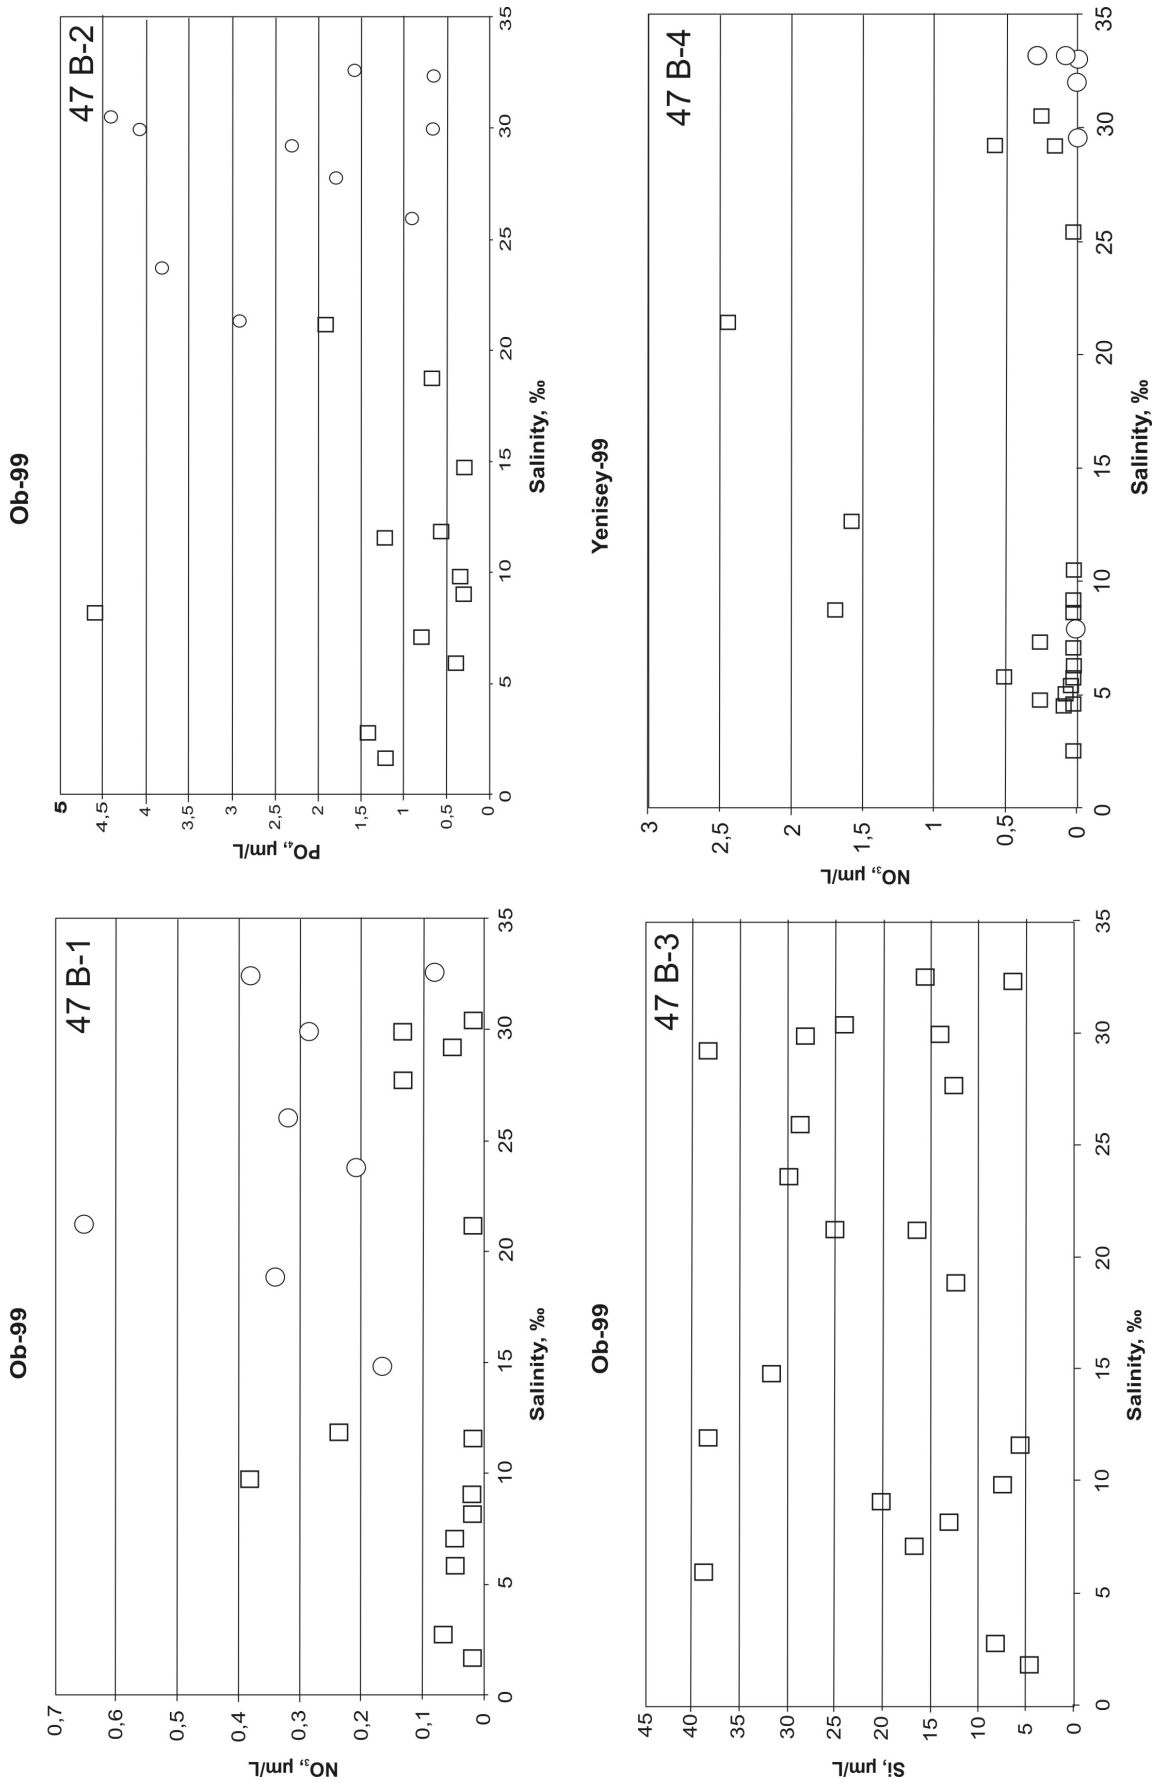 Ob-99
47 B-1
NO₃, µm/L
0,7
0,6
0,5
0,4
0,3
0,2
0,1
0
0 5 10 15 20 25 30 35
Salinity, ‰
Ob-99
47 B-2
PO₄, µm/L
5
4,5
4
3,5
3
2,5
2
1,5
1
0,5
0
0 5 10 15 20 25 30 35
Salinity, ‰
Ob-99
47 B-3
Si, µm/L
45
40
35
30
25
20
15
10
5
0
0 5 10 15 20 25 30 35
Salinity, ‰
Yenisey-99
47 B-4
NO₃, µm/L
3
2,5
2
1,5
1
0,5
0
0 5 10 15 20 25 30 35
Salinity, ‰